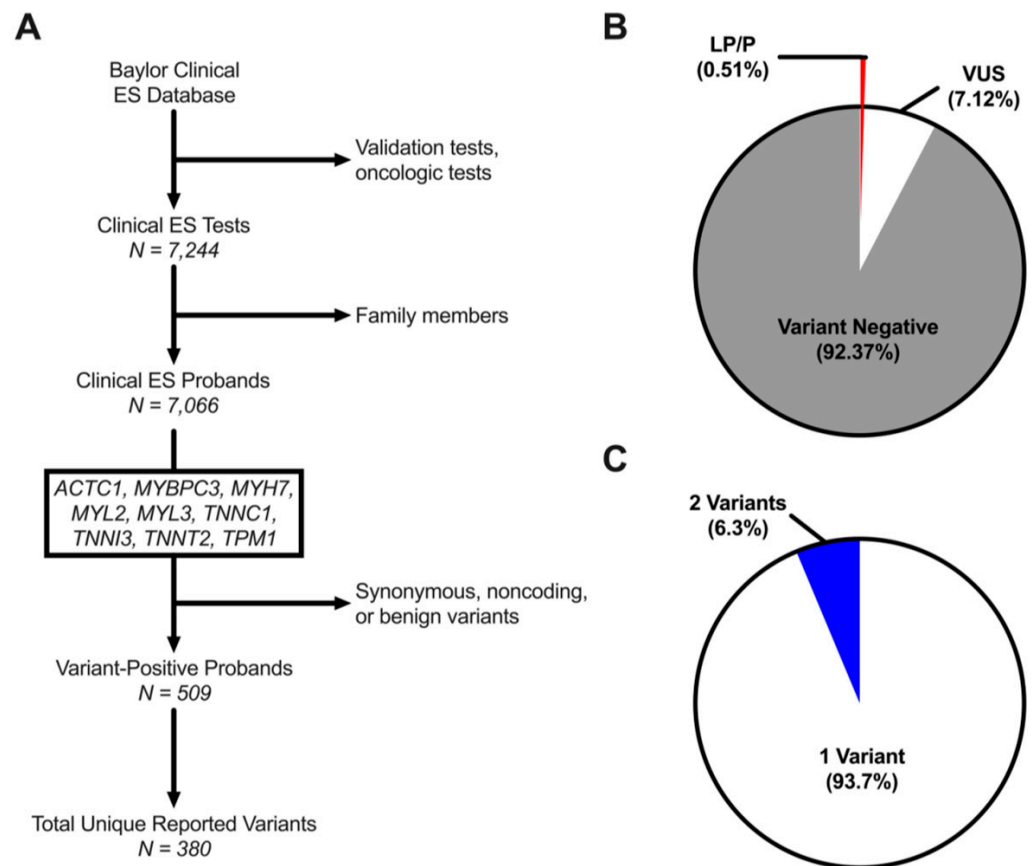 A
Baylor Clinical
ES Database
Validation tests,
oncologic tests
Clinical ES Tests
N = 7,244
Family members
Clinical ES Probands
N = 7,066
ACTC1, MYBPC3, MYH7,
MYL2, MYL3, TNNC1,
TNNI3, TNNT2, TPM1
Synonymous, noncoding,
or benign variants
Variant-Positive Probands
N = 509
Total Unique Reported Variants
N = 380
B
LP/P
(0.51%)
VUS
(7.12%)
Variant Negative
(92.37%)
C
2 Variants
(6.3%)
1 Variant
(93.7%)